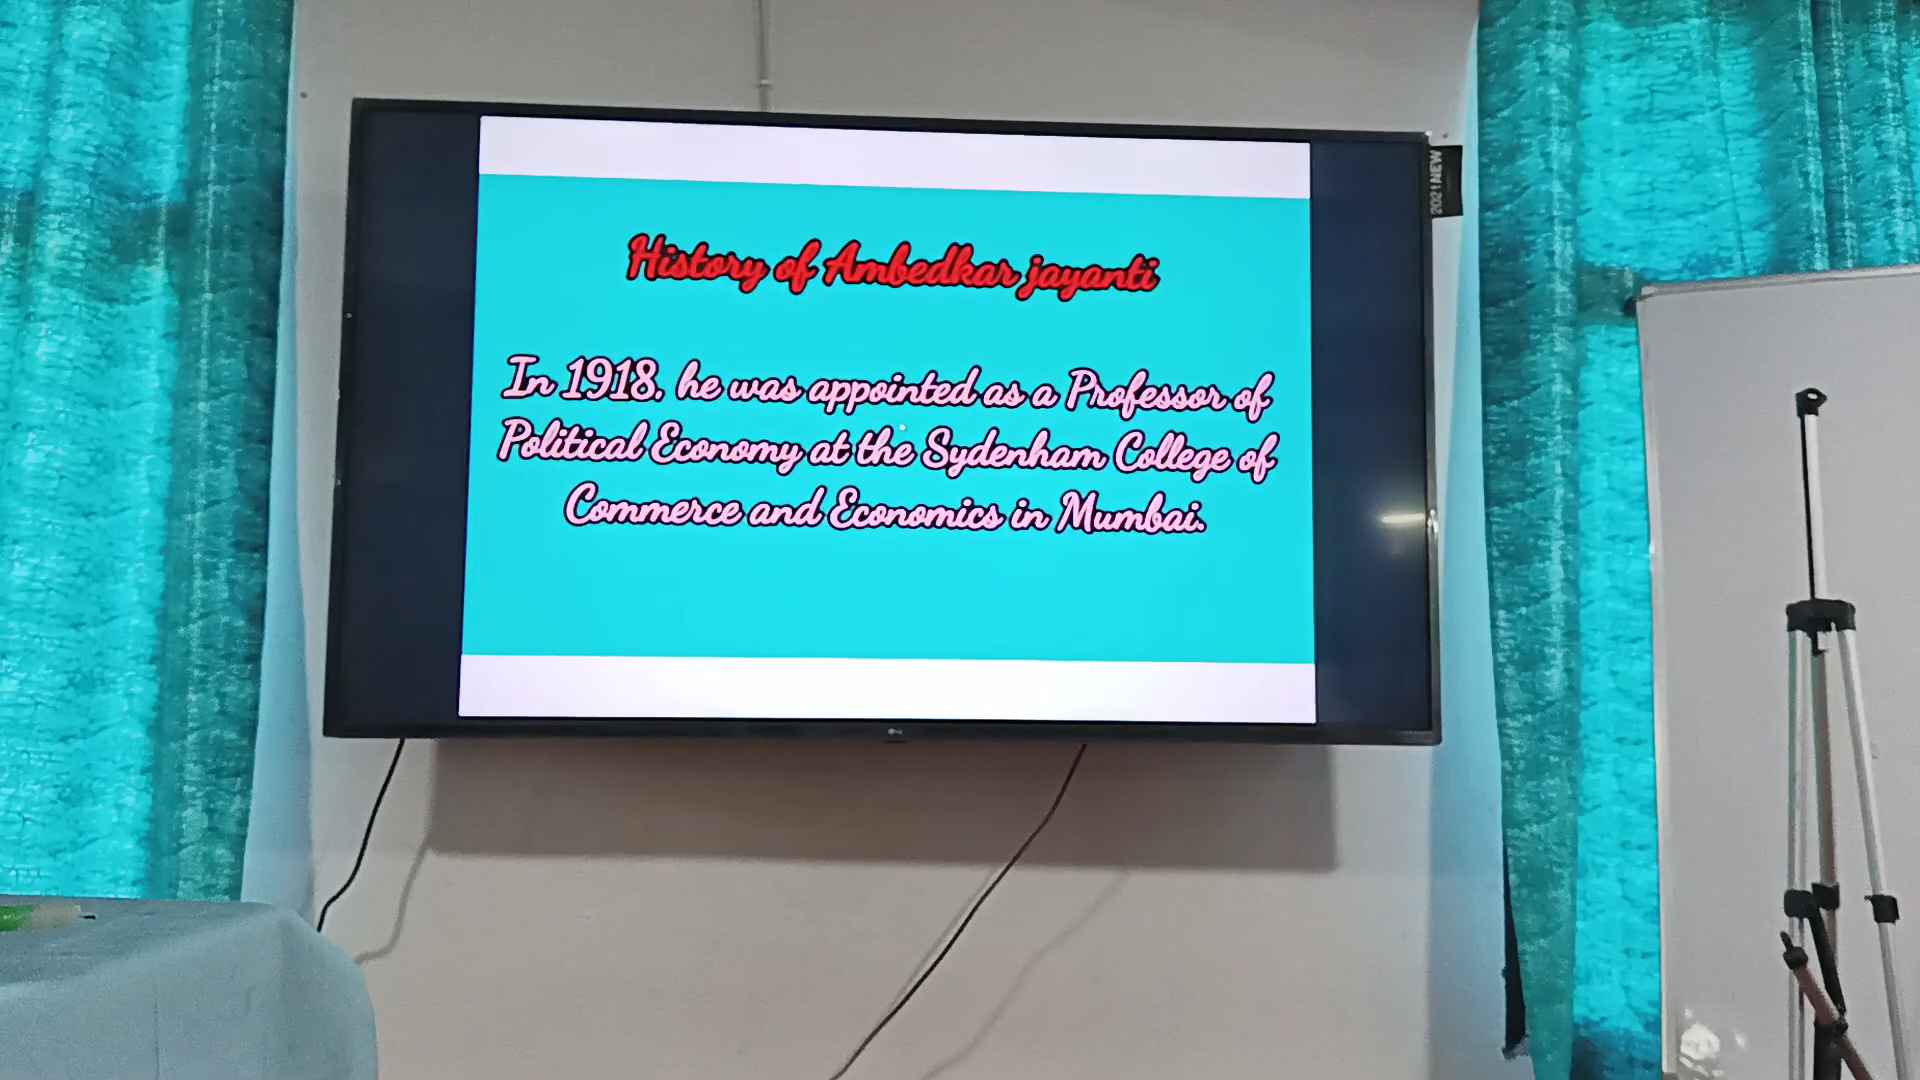 History of Ambedkar jayanti
In 1918, he was appointed as a Professor of
Political Economy at the Sydenham College of
Commerce and Economics in Mumbai.
2021NEW